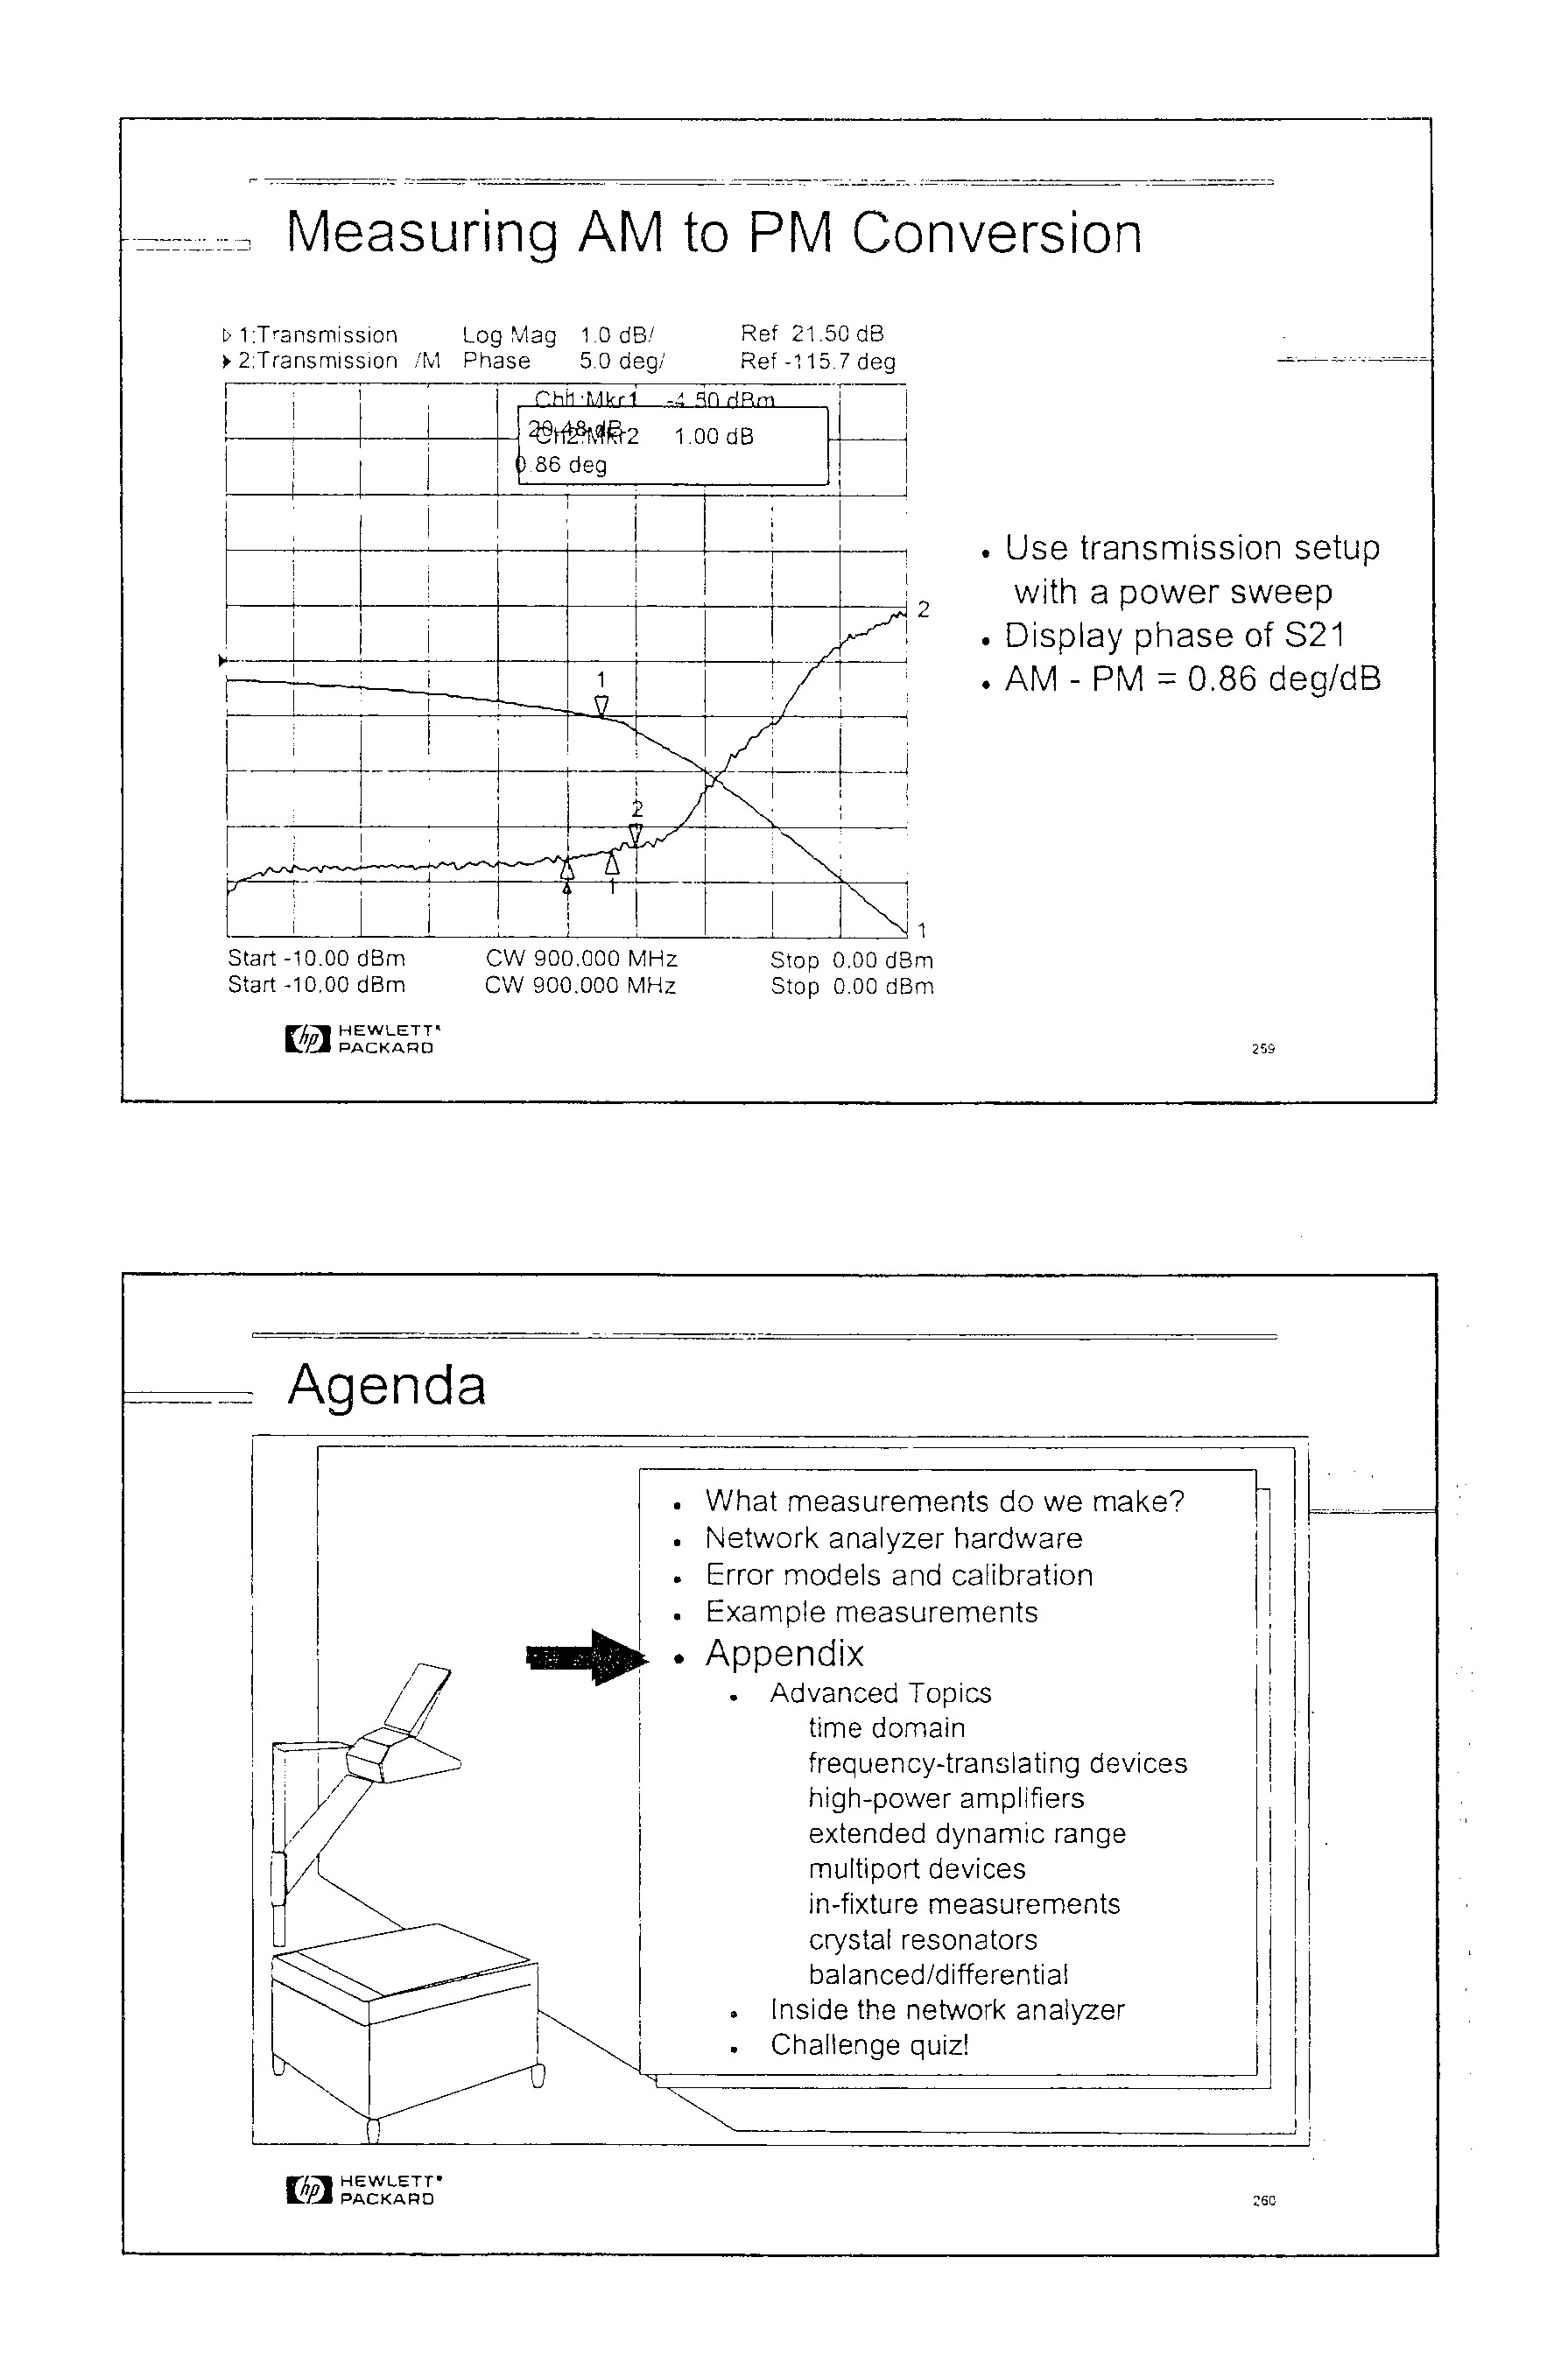 Measuring AM to PM Conversion
1:Transmission Log Mag 1.0 dB/ Ref 21.50 dB
2:Transmission /M Phase 5.0 deg/ Ref -115.7 deg
Ch1:Mkr1 -4.50 dBm
20.48 dB
Ch2:Mkr2 1.00 dB
0.86 deg
• Use transmission setup
with a power sweep
• Display phase of S21
• AM - PM = 0.86 deg/dB
2
1
2
1
1
Start -10.00 dBm CW 900.000 MHz Stop 0.00 dBm
Start -10.00 dBm CW 900.000 MHz Stop 0.00 dBm
hp HEWLETT
PACKARD
259
Agenda
• What measurements do we make?
• Network analyzer hardware
• Error models and calibration
• Example measurements
• Appendix
• Advanced Topics
time domain
frequency-translating devices
high-power amplifiers
extended dynamic range
multiport devices
in-fixture measurements
crystal resonators
balanced/differential
• Inside the network analyzer
• Challenge quiz!
hp HEWLETT
PACKARD
260